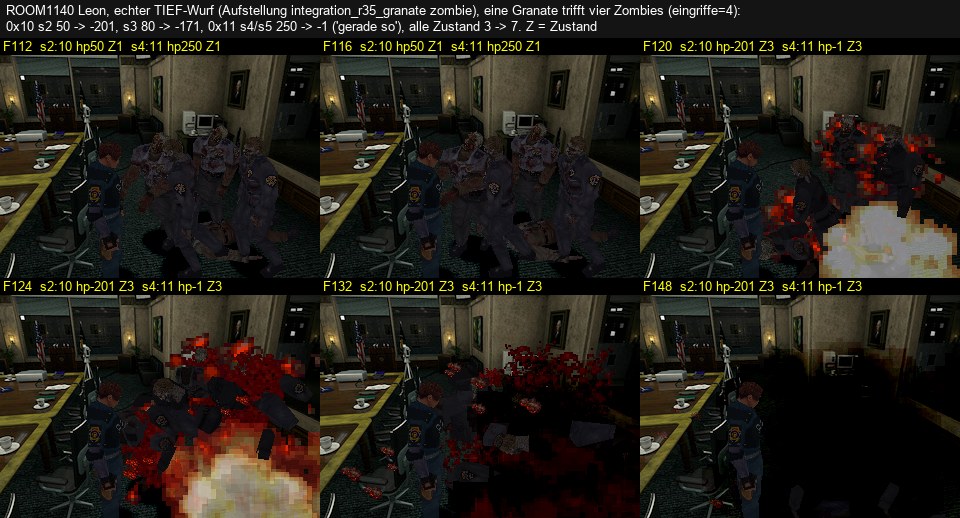 ROOM1140 Leon, echter TIEF-Wurf (Aufstellung integration_r35_granate zombie), eine Granate trifft vier Zombies (eingriffe=4):
0x10 s2 50 -> -201, s3 80 -> -171, 0x11 s4/s5 250 -> -1 ('gerade so'), alle Zustand 3 -> 7. Z = Zustand
F112 s2:10 hp50 Z1 s4:11 hp250 Z1
F116 s2:10 hp50 Z1 s4:11 hp250 Z1
F120 s2:10 hp-201 Z3 s4:11 hp-1 Z3
F124 s2:10 hp-201 Z3 s4:11 hp-1 Z3
F132 s2:10 hp-201 Z3 s4:11 hp-1 Z3
F148 s2:10 hp-201 Z3 s4:11 hp-1 Z3